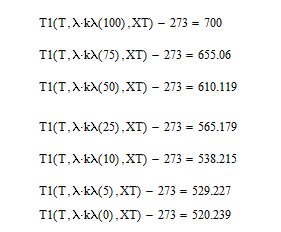 T1(T,λ·kλ(100),XT) − 273 = 700
T1(T,λ·kλ(75),XT) − 273 = 655.06
T1(T,λ·kλ(50),XT) − 273 = 610.119
T1(T,λ·kλ(25),XT) − 273 = 565.179
T1(T,λ·kλ(10),XT) − 273 = 538.215
T1(T,λ·kλ(5),XT) − 273 = 529.227
T1(T,λ·kλ(0),XT) − 273 = 520.239